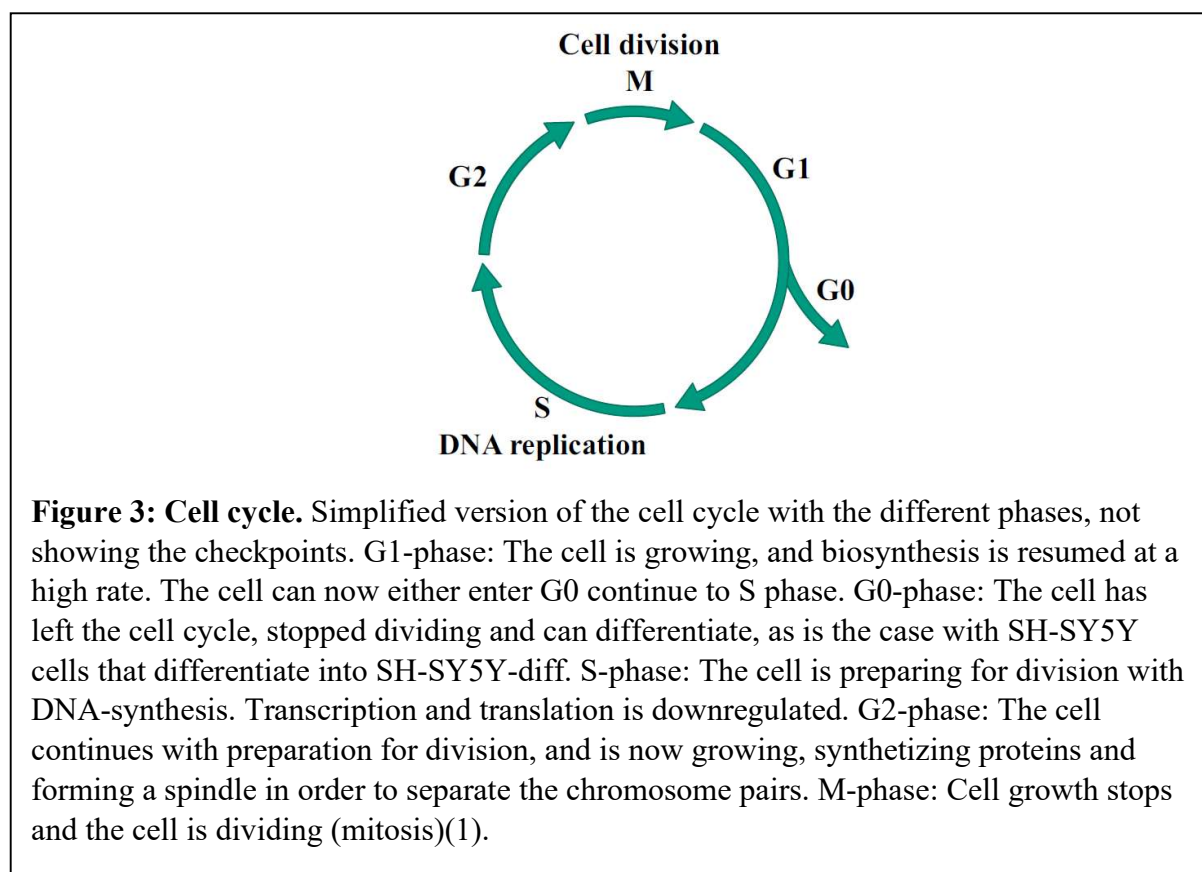 Cell division
M
G1
G2
G0
S
DNA replication
Figure 3: Cell cycle. Simplified version of the cell cycle with the different phases, not
showing the checkpoints. G1-phase: The cell is growing, and biosynthesis is resumed at a
high rate. The cell can now either enter G0 continue to S phase. G0-phase: The cell has
left the cell cycle, stopped dividing and can differentiate, as is the case with SH-SY5Y
cells that differentiate into SH-SY5Y-diff. S-phase: The cell is preparing for division with
DNA-synthesis. Transcription and translation is downregulated. G2-phase: The cell
continues with preparation for division, and is now growing, synthetizing proteins and
forming a spindle in order to separate the chromosome pairs. M-phase: Cell growth stops
and the cell is dividing (mitosis)(1).